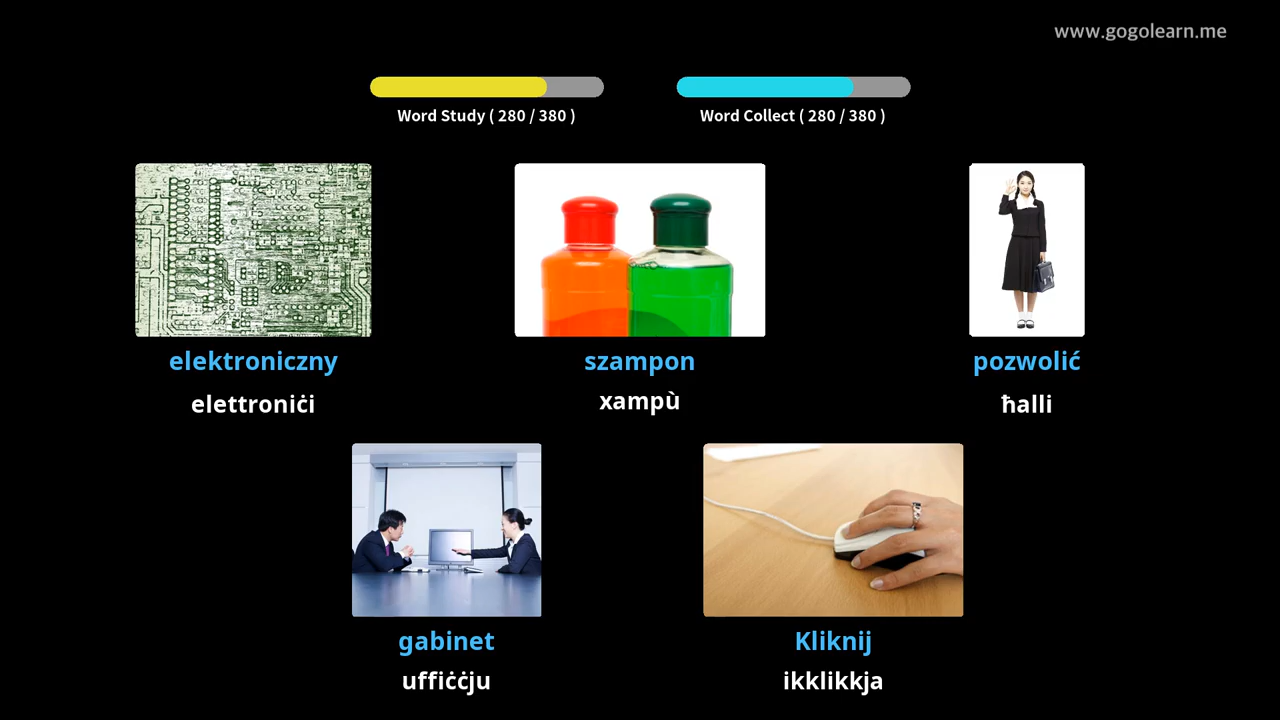 www.gogolearn.me
Word Study ( 280 / 380 )
Word Collect ( 280 / 380 )
elektroniczny
elettroniċi
szampon
xampù
pozwolić
ħalli
gabinet
uffiċċju
Kliknij
ikklikkja